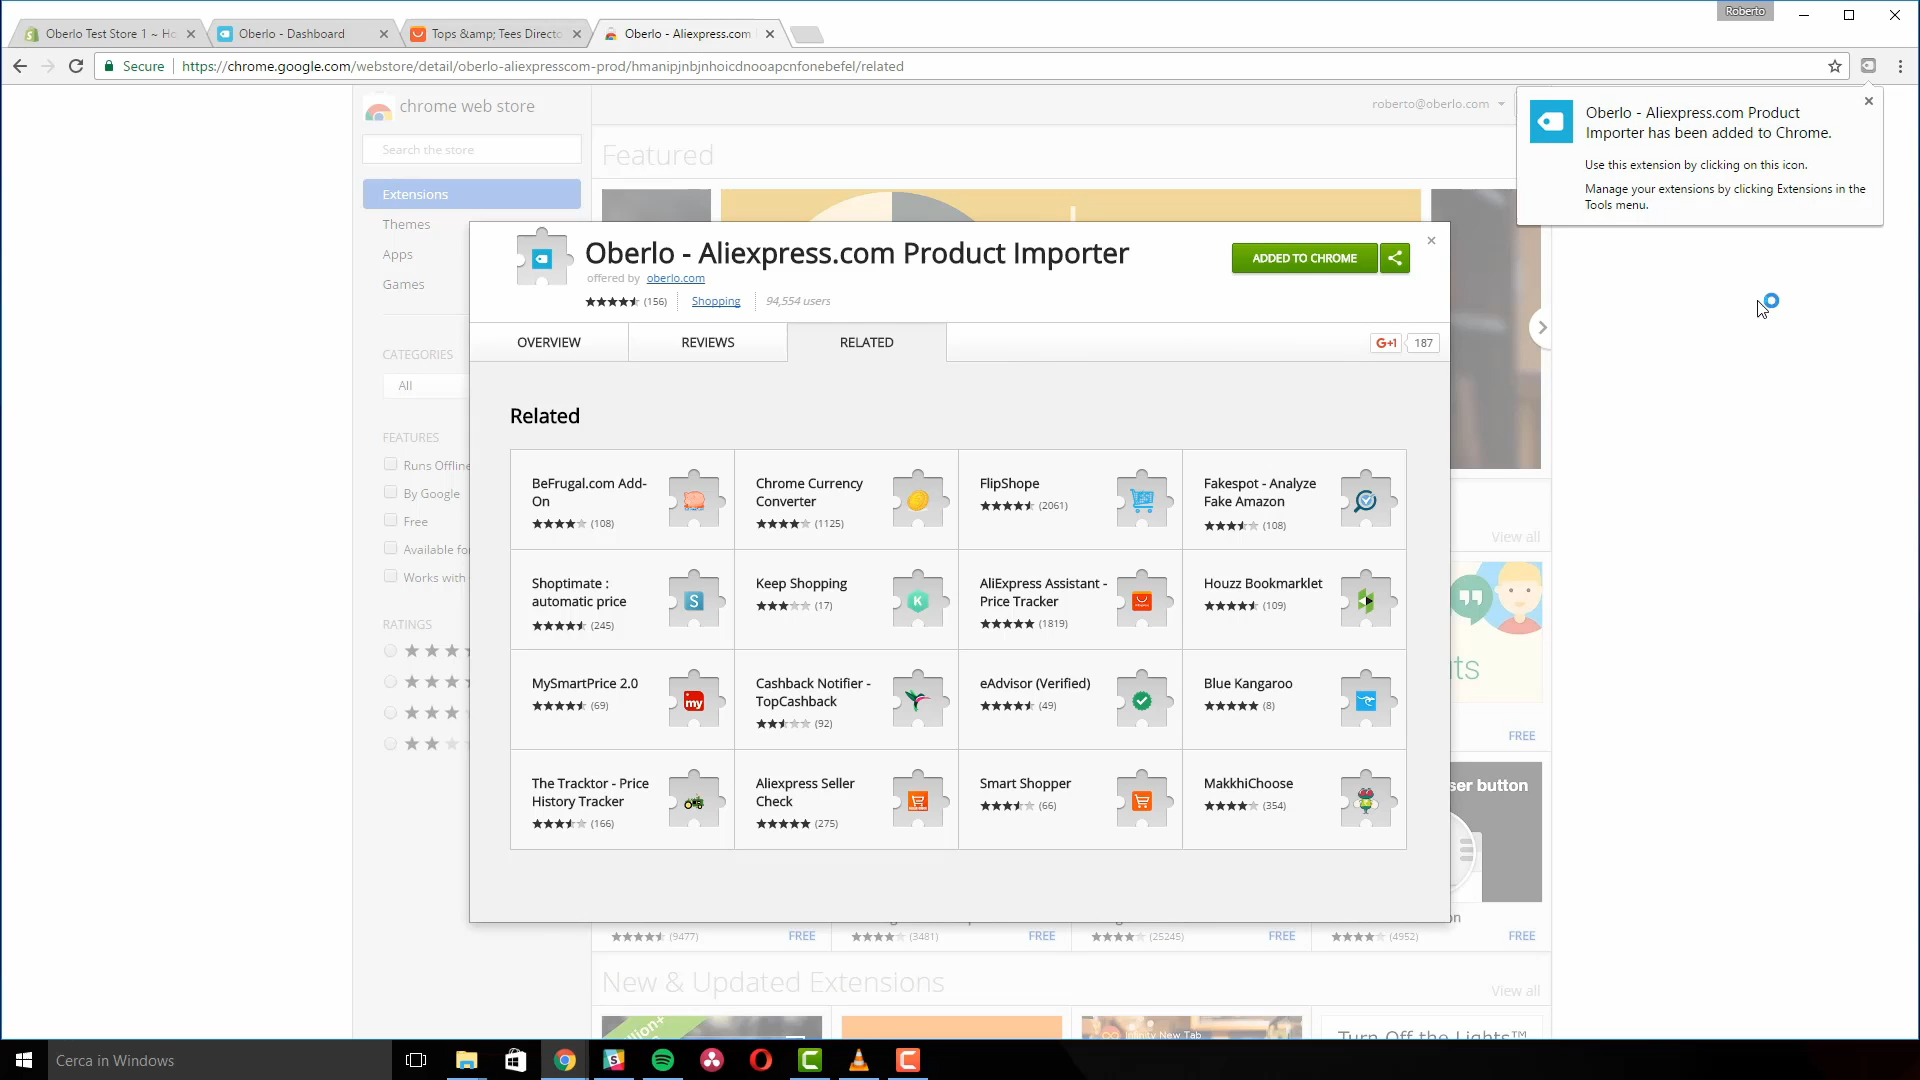 Roberto
Oberlo Test Store 1 ~ Ho
Oberlo - Dashboard
Tops &amp; Tees Directo
Oberlo - Aliexpress.com
Secure
https://chrome.google.com/webstore/detail/oberlo-aliexpresscom-prod/hmanipjnbjnhoicdnooapcnfonebefel/related
chrome web store
roberto@oberlo.com
Search the store
Extensions
Themes
Apps
Games
CATEGORIES
All
FEATURES
Runs Offline
By Google
Free
Available fo
Works with
RATINGS
Featured
Oberlo - Aliexpress.com Product
Importer has been added to Chrome.
Use this extension by clicking on this icon.
Manage your extensions by clicking Extensions in the
Tools menu.
Oberlo - Aliexpress.com Product Importer
offered by oberlo.com
(156) Shopping 94,554 users
ADDED TO CHROME
OVERVIEW
REVIEWS
RELATED
G+1 187
Related
BeFrugal.com Add-
On
(108)
Chrome Currency
Converter
(1125)
FlipShope
(2061)
Fakespot - Analyze
Fake Amazon
(108)
Shoptimate :
automatic price
(245)
S
Keep Shopping
(17)
K
AliExpress Assistant -
Price Tracker
(1819)
Houzz Bookmarklet
(109)
MySmartPrice 2.0
(69)
my
Cashback Notifier -
TopCashback
(92)
eAdvisor (Verified)
(49)
Blue Kangaroo
(8)
The Tracktor - Price
History Tracker
(166)
Aliexpress Seller
Check
(275)
Smart Shopper
(66)
MakkhiChoose
(354)
View all
ts
FREE
ser button
on
(9477) FREE
(3481) FREE
(25245) FREE
(4952) FREE
New & Updated Extensions
View all
llion+
Infinity New Tab
Turn Off the Lights™
Cerca in Windows